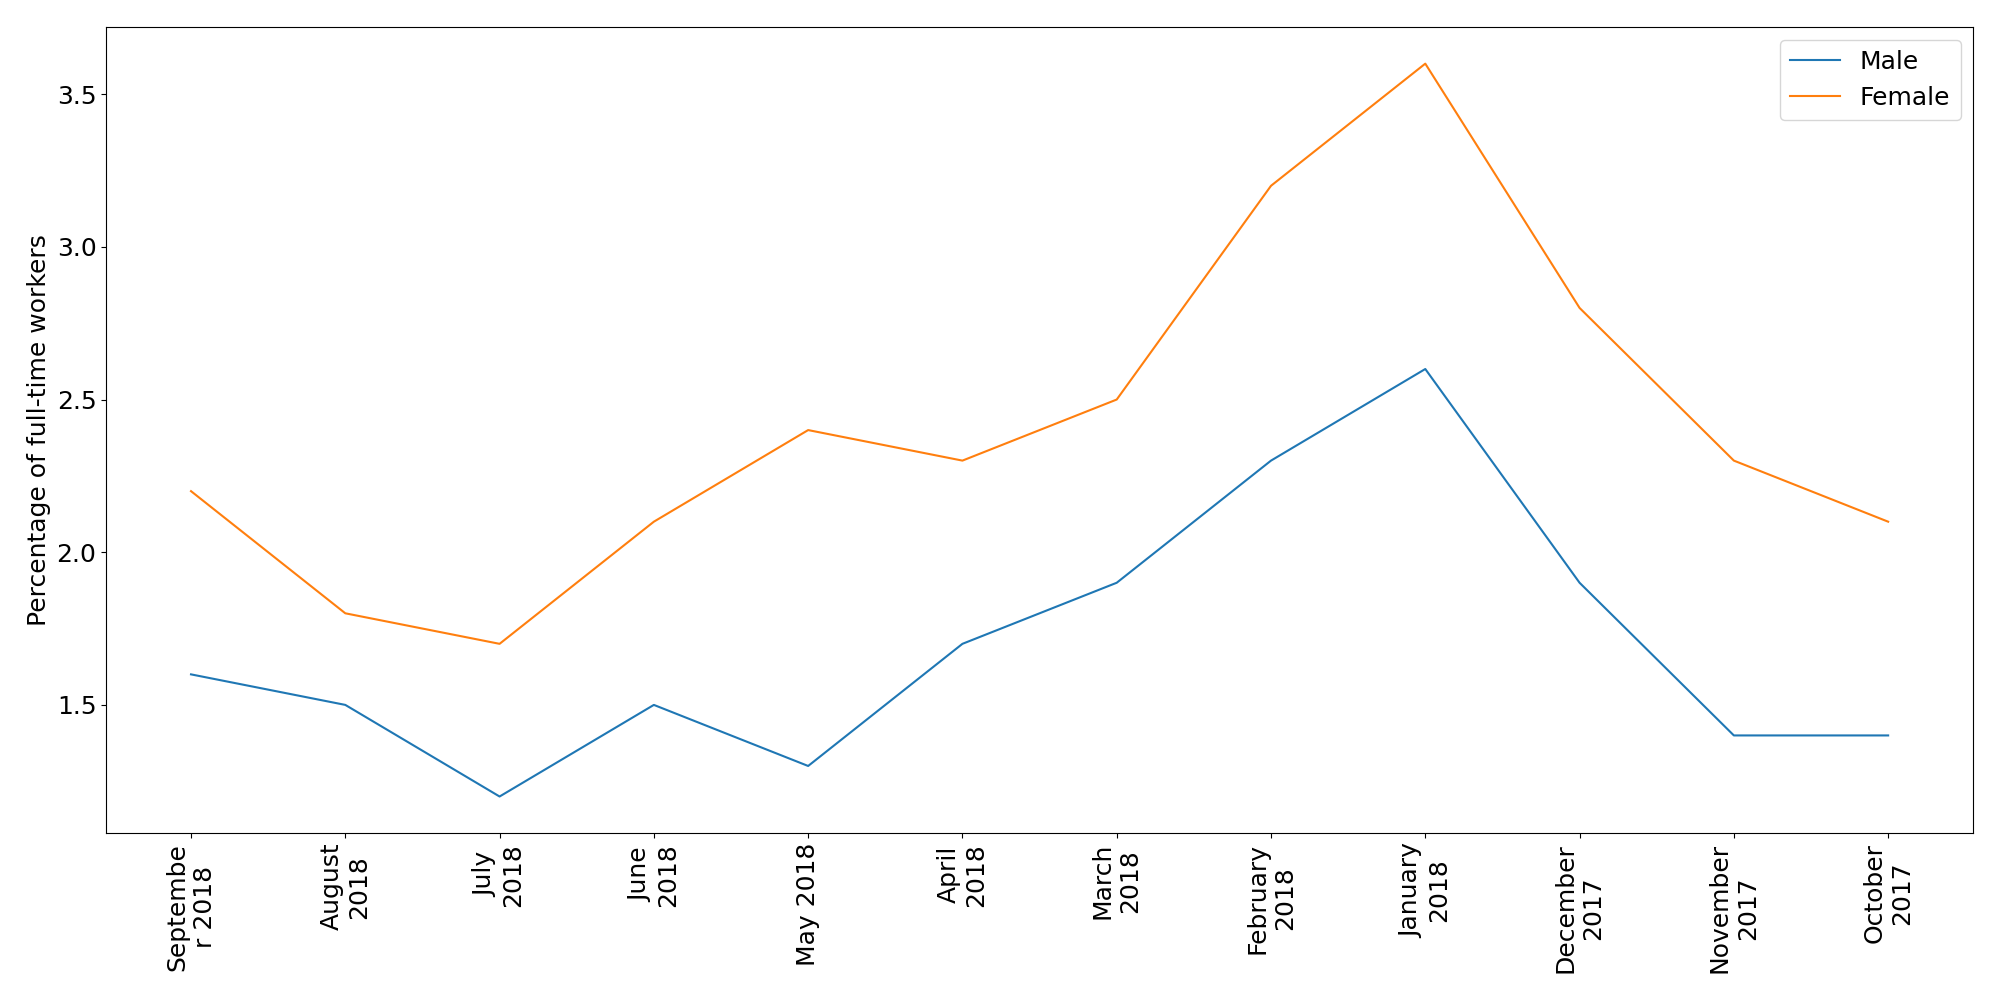 Male
Female
Percentage of full-time workers
3.5
3.0
2.5
2.0
1.5
Septembe
r 2018
August
2018
July
2018
June
2018
May 2018
April
2018
March
2018
February
2018
January
2018
December
2017
November
2017
October
2017